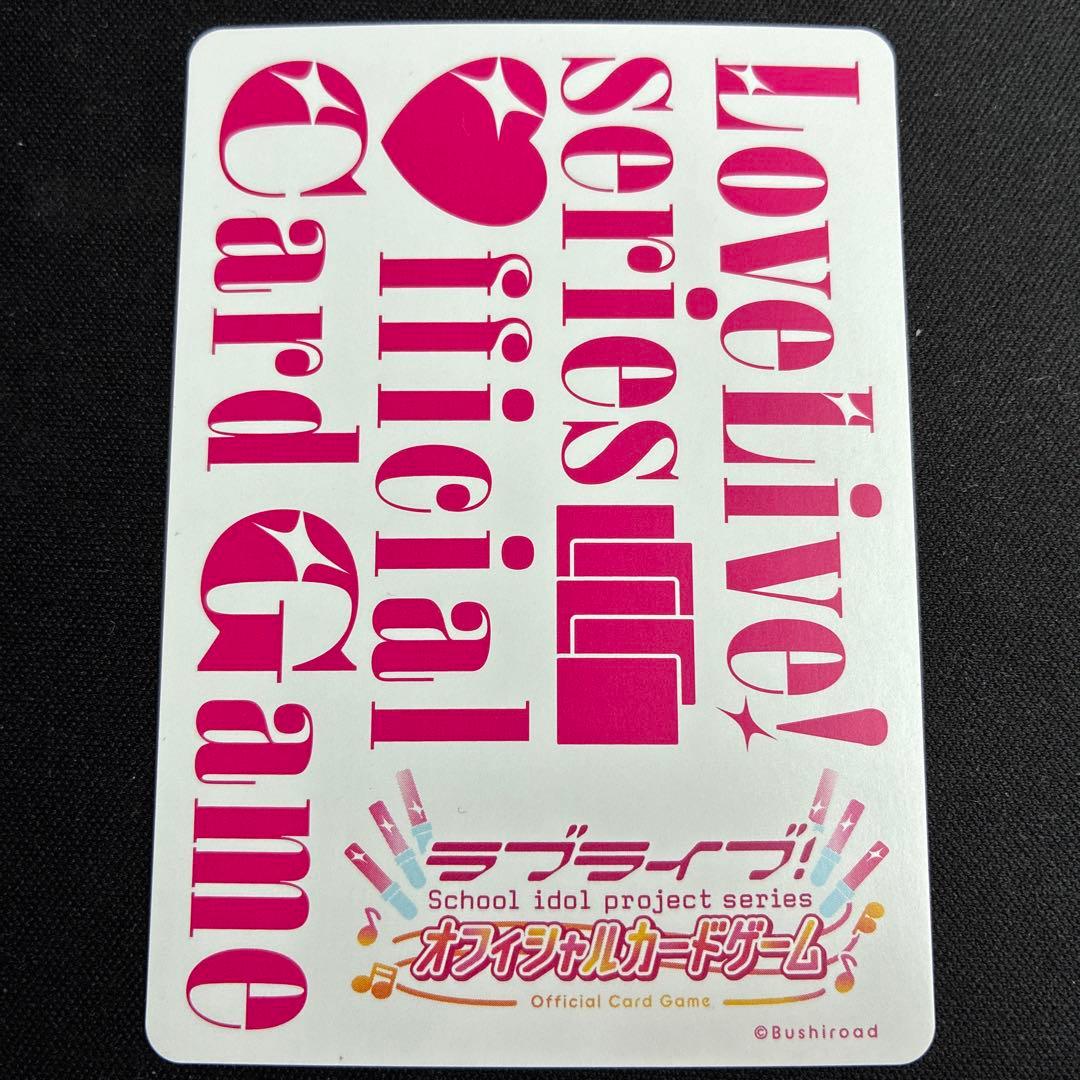 LoveLive!
series
♥fficial
Card Game
ラブライブ!
School idol project series
オフィシャルカードゲーム
Official Card Game
©Bushiroad